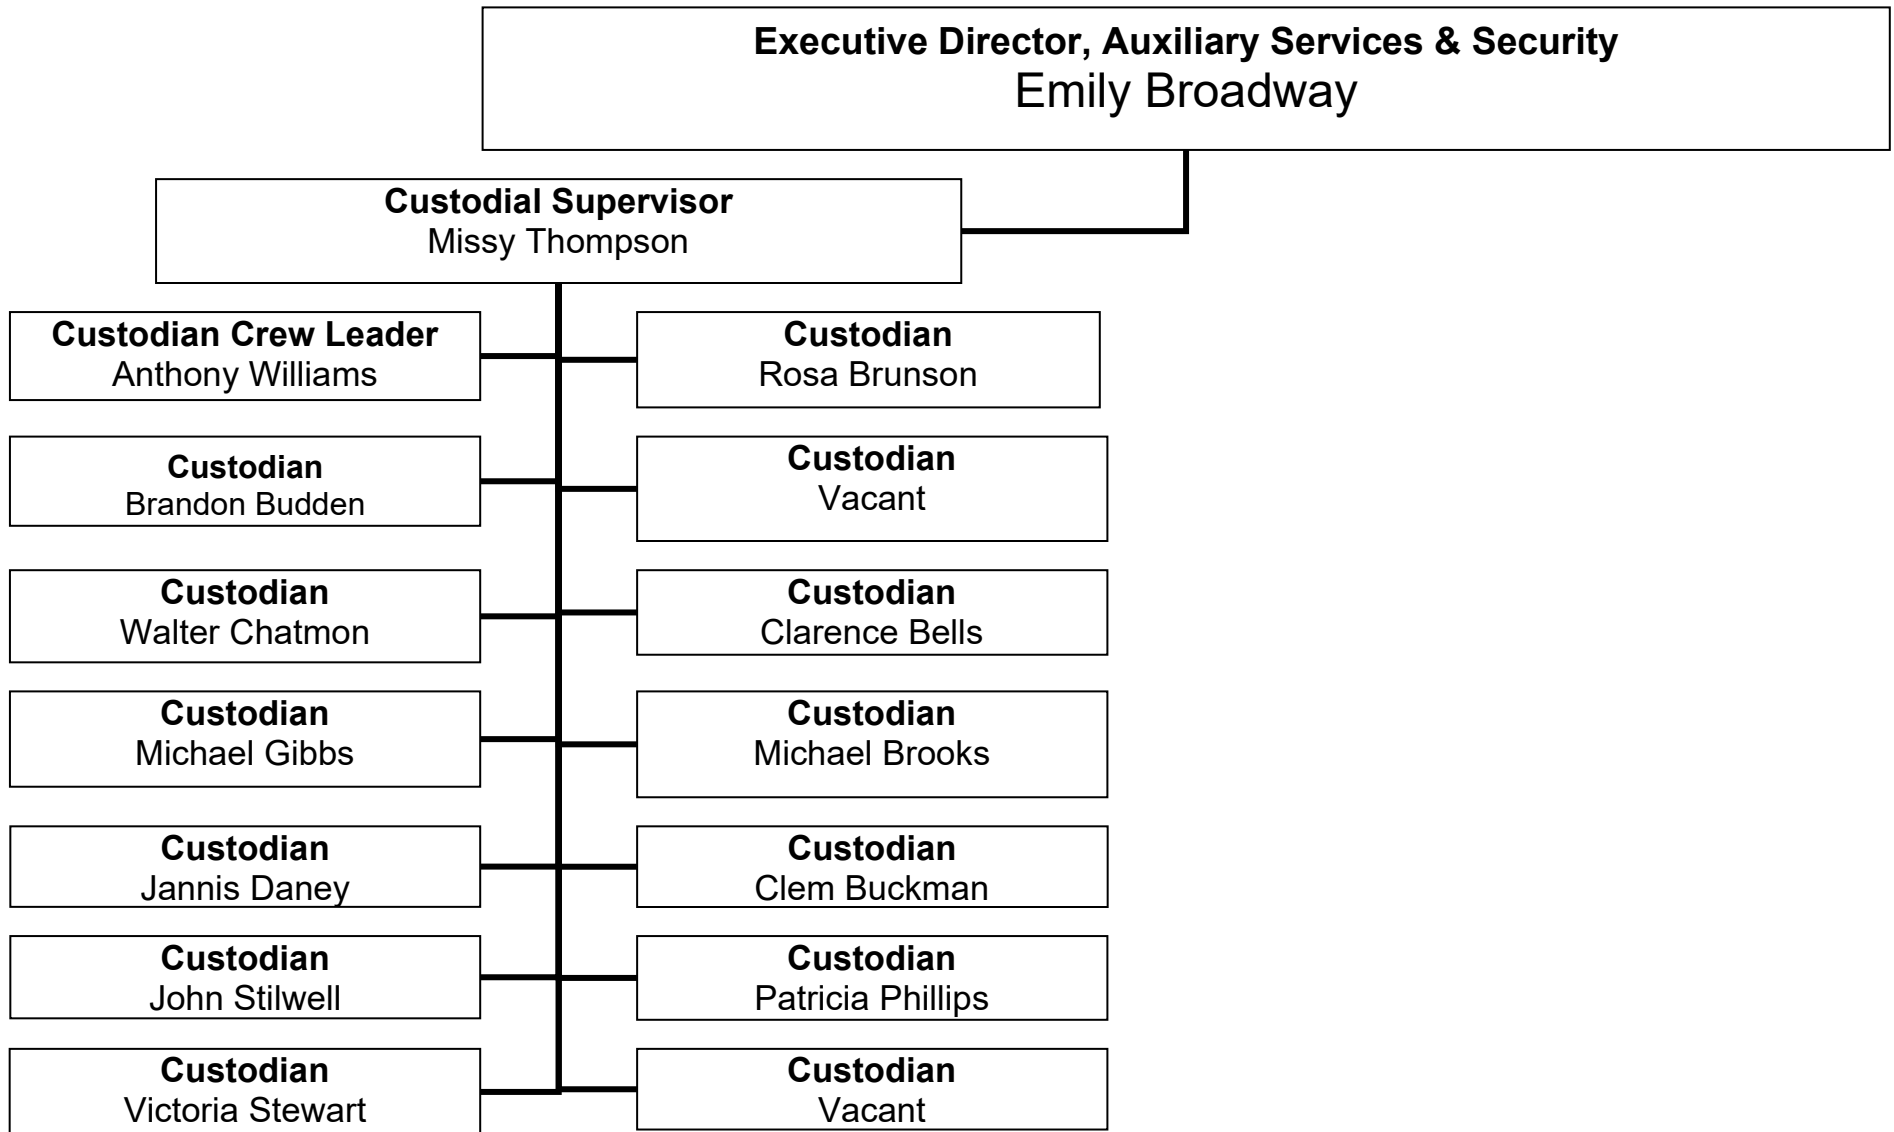 Executive Director, Auxiliary Services & Security
Emily Broadway
Custodial Supervisor
Missy Thompson
Custodian Crew Leader
Anthony Williams
Custodian
Rosa Brunson
Custodian
Brandon Budden
Custodian
Vacant
Custodian
Walter Chatmon
Custodian
Clarence Bells
Custodian
Michael Gibbs
Custodian
Michael Brooks
Custodian
Jannis Daney
Custodian
Clem Buckman
Custodian
John Stilwell
Custodian
Patricia Phillips
Custodian
Victoria Stewart
Custodian
Vacant